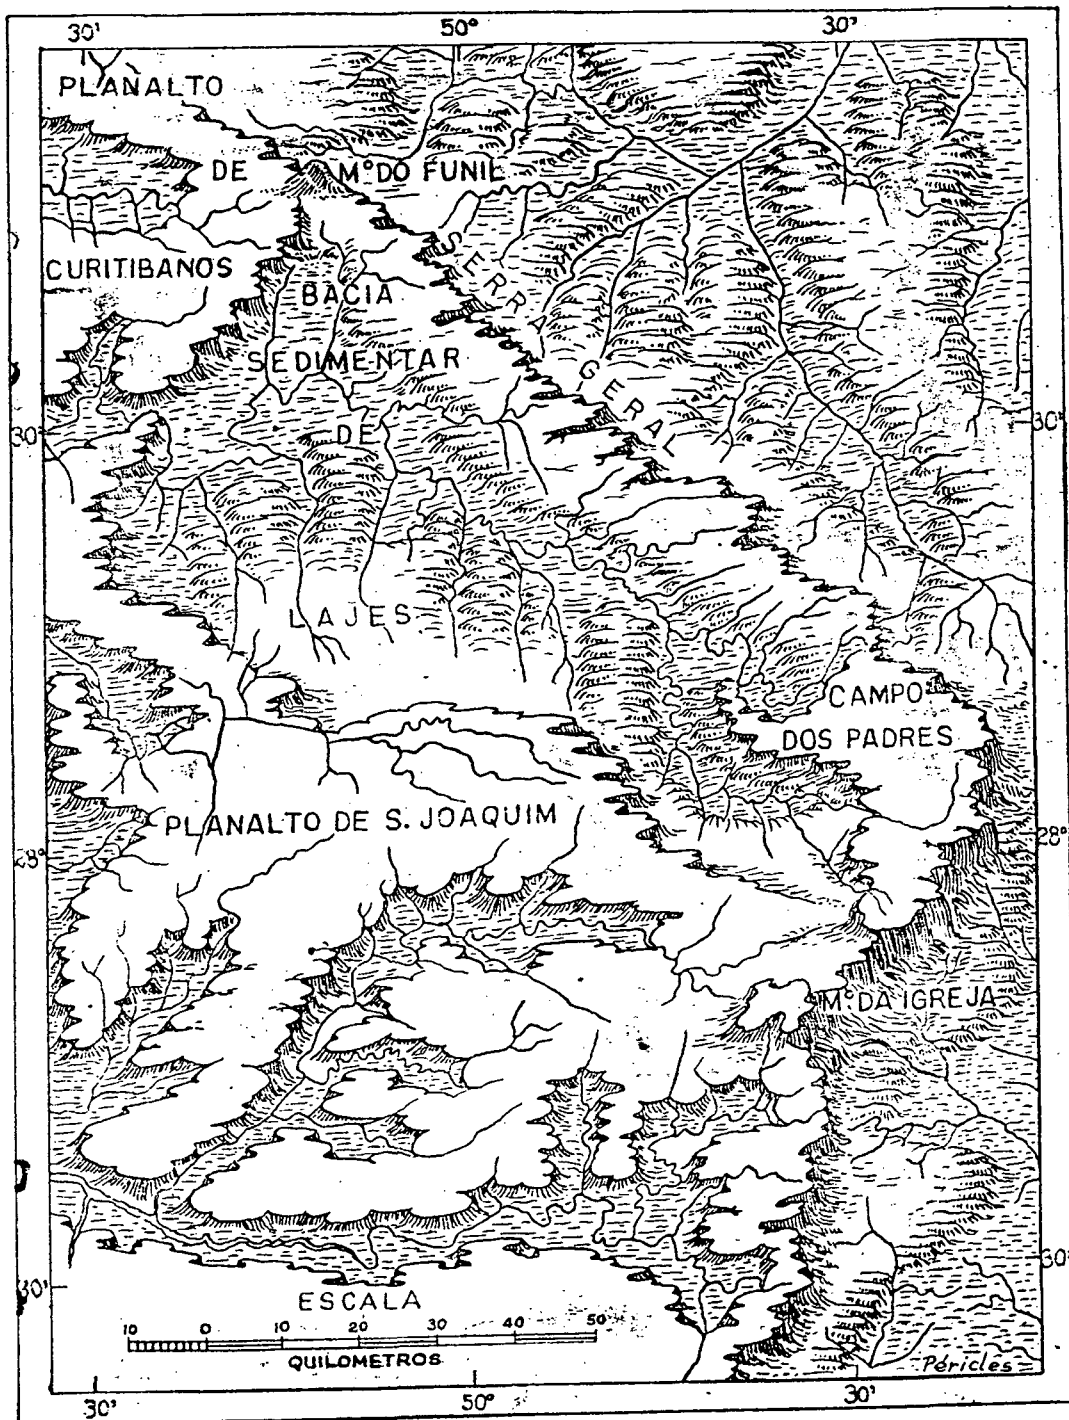 30' 50° 30'
PLANALTO
DE
Mº DO FUNIL
CURITIBANOS
SERRA GERAL
BACIA
SEDIMENTAR
DE
30' 30'
LAJES
CAMPO
DOS PADRES
PLANALTO DE S. JOAQUIM
28° 28°
Mº DA IGREJA
30' 30'
ESCALA
10 0 10 20 30 40 50
QUILOMETROS
Péricles
30' 50° 30'